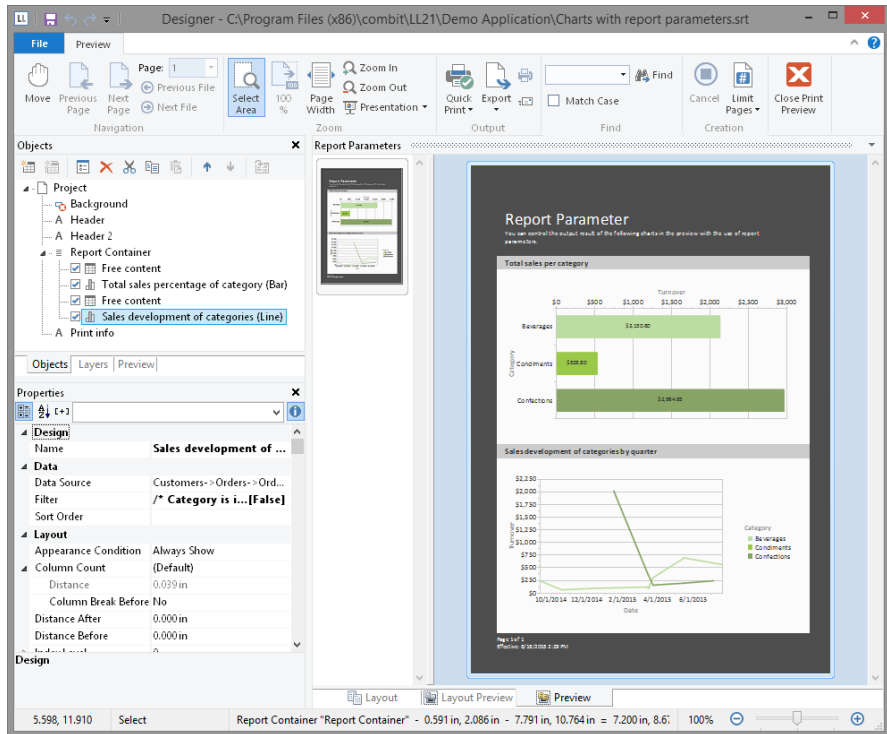 LL Designer - C:\Program Files (x86)\combit\LL21\Demo Application\Charts with report parameters.srt
File Preview
Move
Previous Page
Next Page
Page: 1
Previous File
Next File
Navigation
Select Area
100 %
Page Width
Zoom In
Zoom Out
Presentation
Zoom
Quick Print
Export
Output
Find
Match Case
Find
Cancel
Limit Pages
Creation
Close Print Preview
Objects
Project
Background
A Header
A Header 2
Report Container
Free content
Total sales percentage of category (Bar)
Free content
Sales development of categories (Line)
A Print info
Objects Layers Preview
Properties
Design
Name Sales development of ...
Data
Data Source Customers->Orders->Ord...
Filter /* Category is i...[False]
Sort Order
Layout
Appearance Condition Always Show
Column Count (Default)
Distance 0.039 in
Column Break Before No
Distance After 0.000 in
Distance Before 0.000 in
Design
Report Parameters
Report Parameter
You can control the output result of the following charts in the preview with the use of report
parameters.
Total sales per category
Turnover
$0 $500 $1,000 $1,500 $2,000 $2,500 $3,000
Category
Beverages
Condiments
Confections
Sales development of categories by quarter
$2,250
$2,000
$1,750
$1,500
$1,250
$1,000
$750
$500
$250
$0
Turnover
10/1/2014 12/1/2014 2/1/2015 4/1/2015 6/1/2015
Date
Category
Beverages
Condiments
Confections
Page 1 of 1
Layout Layout Preview Preview
5.598, 11.910 Select Report Container "Report Container" - 0.591 in, 2.086 in - 7.791 in, 10.764 in = 7.200 in, 8.6 100%